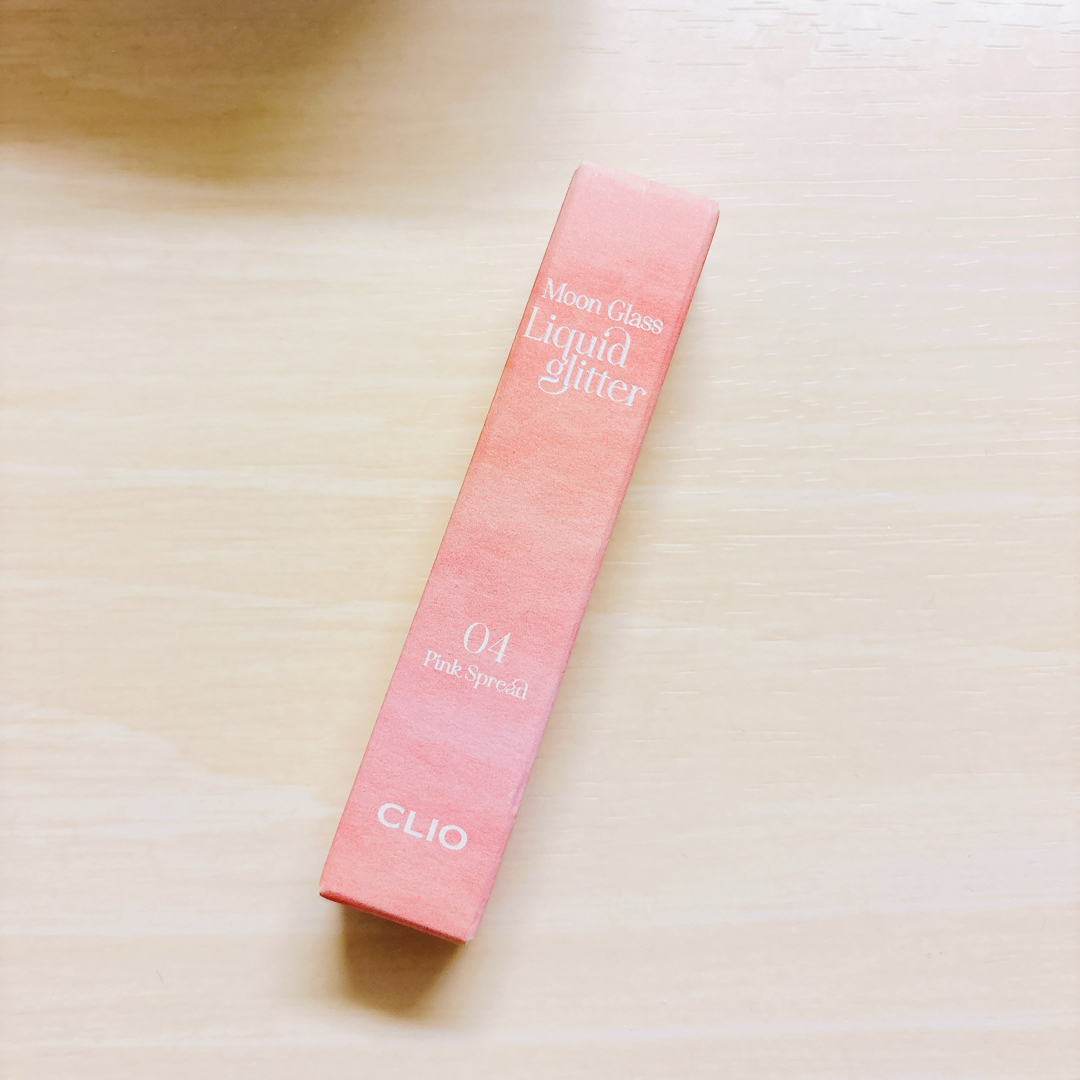 Moon Glass
Liquid
glitter
04
Pink Spread
CLIO